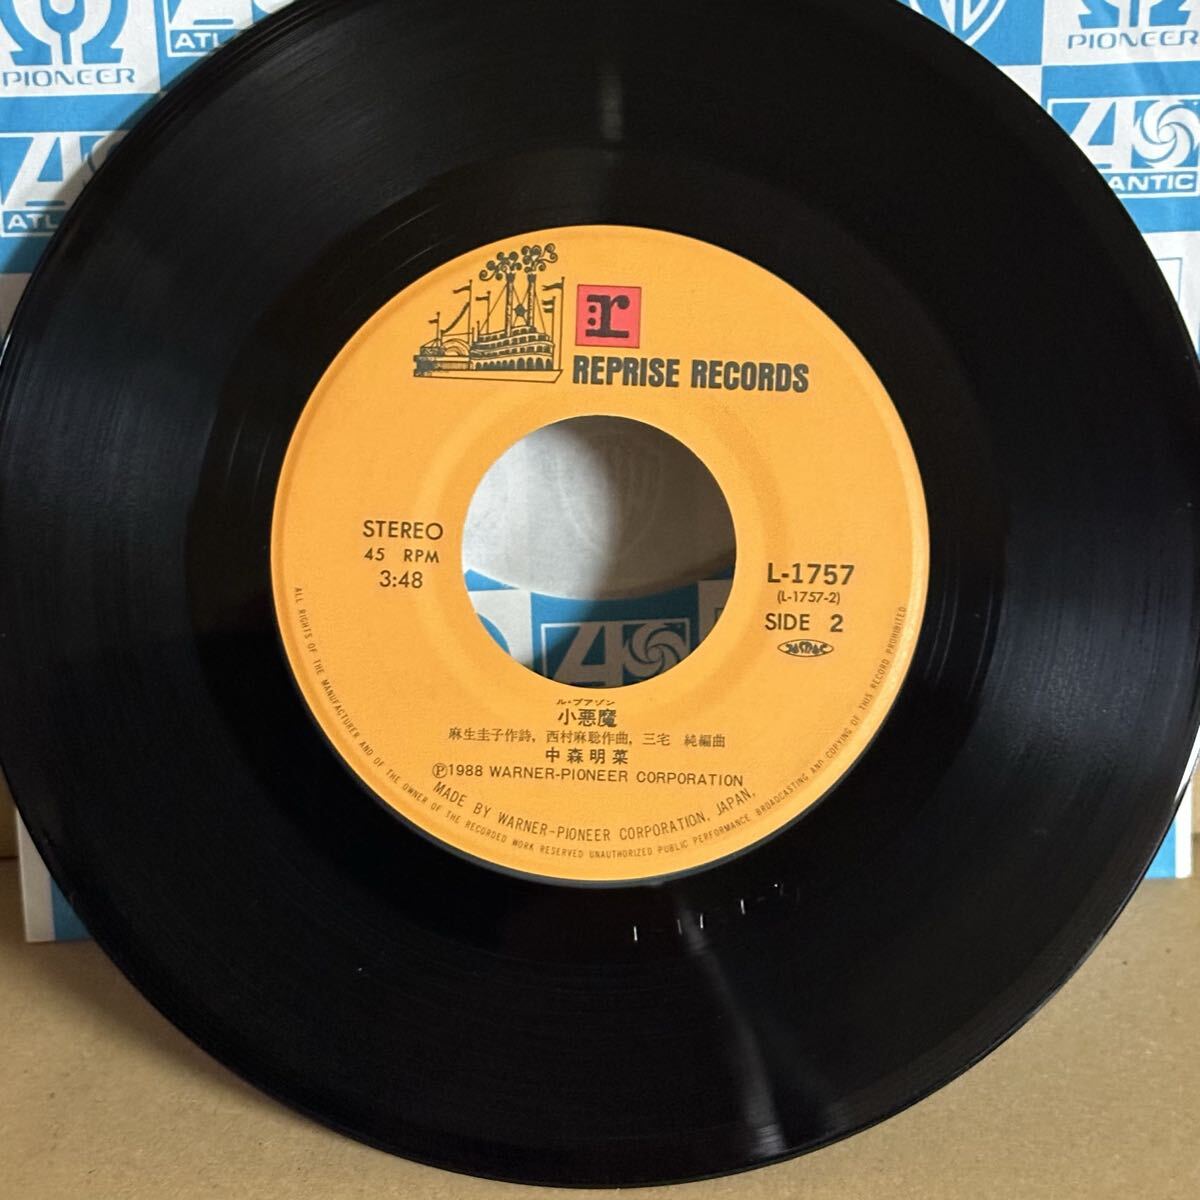 PIONEER
ATL
PIONEER
ATL
ANTIC
r
REPRISE RECORDS
STEREO
45 RPM
3:48
L-1757
(L-1757-2)
SIDE 2
JASRAC
ル・プアゾン
小悪魔
麻生圭子作詩, 西村麻聡作曲, 三宅 純編曲
中森明菜
Ⓟ1988 WARNER-PIONEER CORPORATION
MADE BY WARNER-PIONEER CORPORATION, JAPAN.
ALL RIGHTS OF THE MANUFACTURER AND OF THE OWNER OF THE RECORDED WORK RESERVED UNAUTHORIZED PUBLIC PERFORMANCE BROADCASTING AND COPYING OF THIS RECORD PROHIBITED.